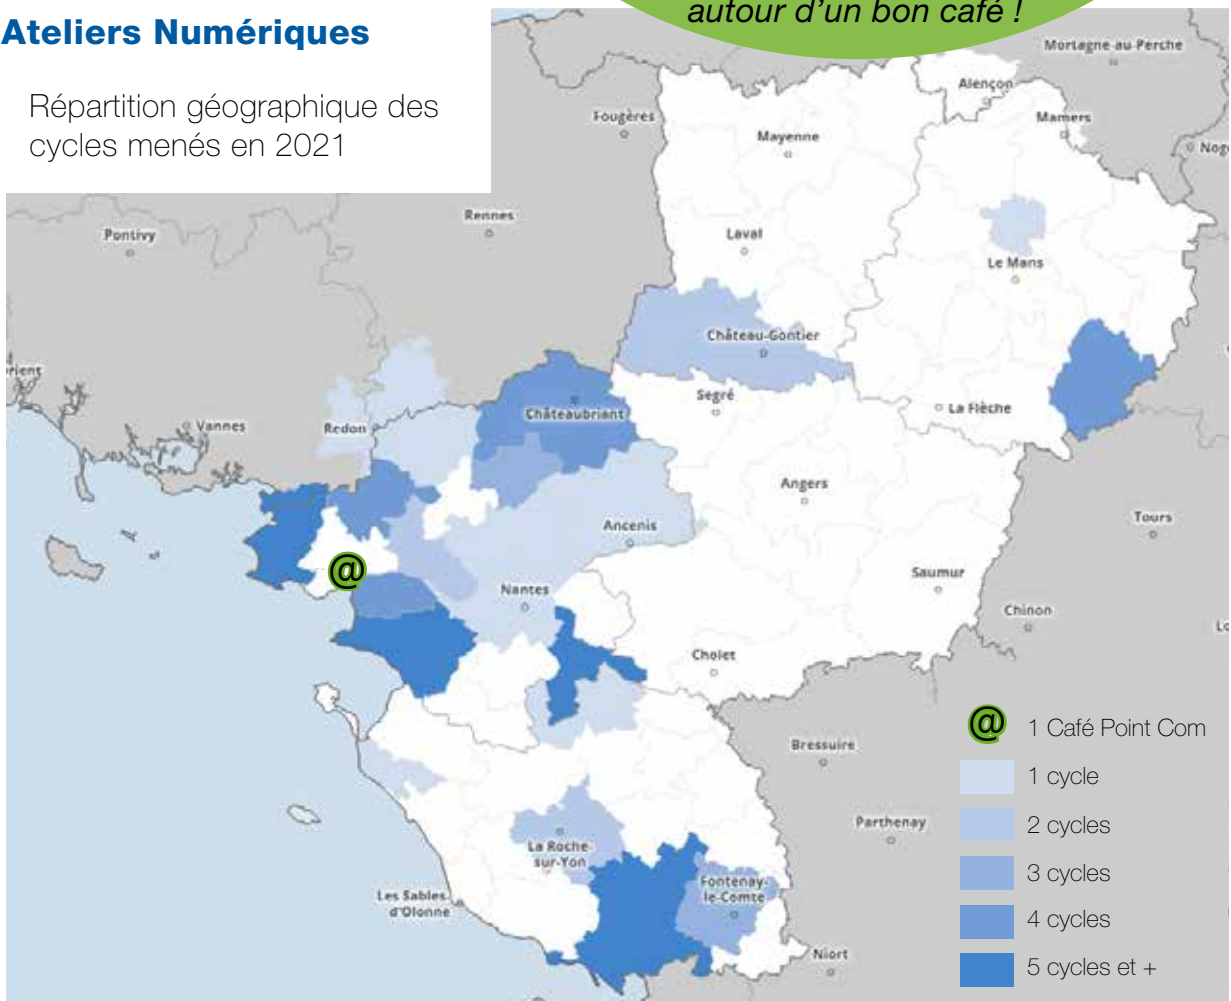 autour d'un bon café !
Ateliers Numériques
Répartition géographique des
cycles menés en 2021
Mortagne-au-Perche
Alençon
Fougères
Mayenne
Mamers
Rennes
Pontivy
Laval
Le Mans
Château-Gontier
Segré
La Flèche
Châteaubriant
Vannes
Redon
Angers
Ancenis
Tours
@
Nantes
Saumur
Chinon
Cholet
@ 1 Café Point Com
Bressuire
1 cycle
2 cycles
Parthenay
La Roche-
sur-Yon
3 cycles
Fontenay-
le-Comte
Les Sables-
d'Olonne
4 cycles
Niort
5 cycles et +